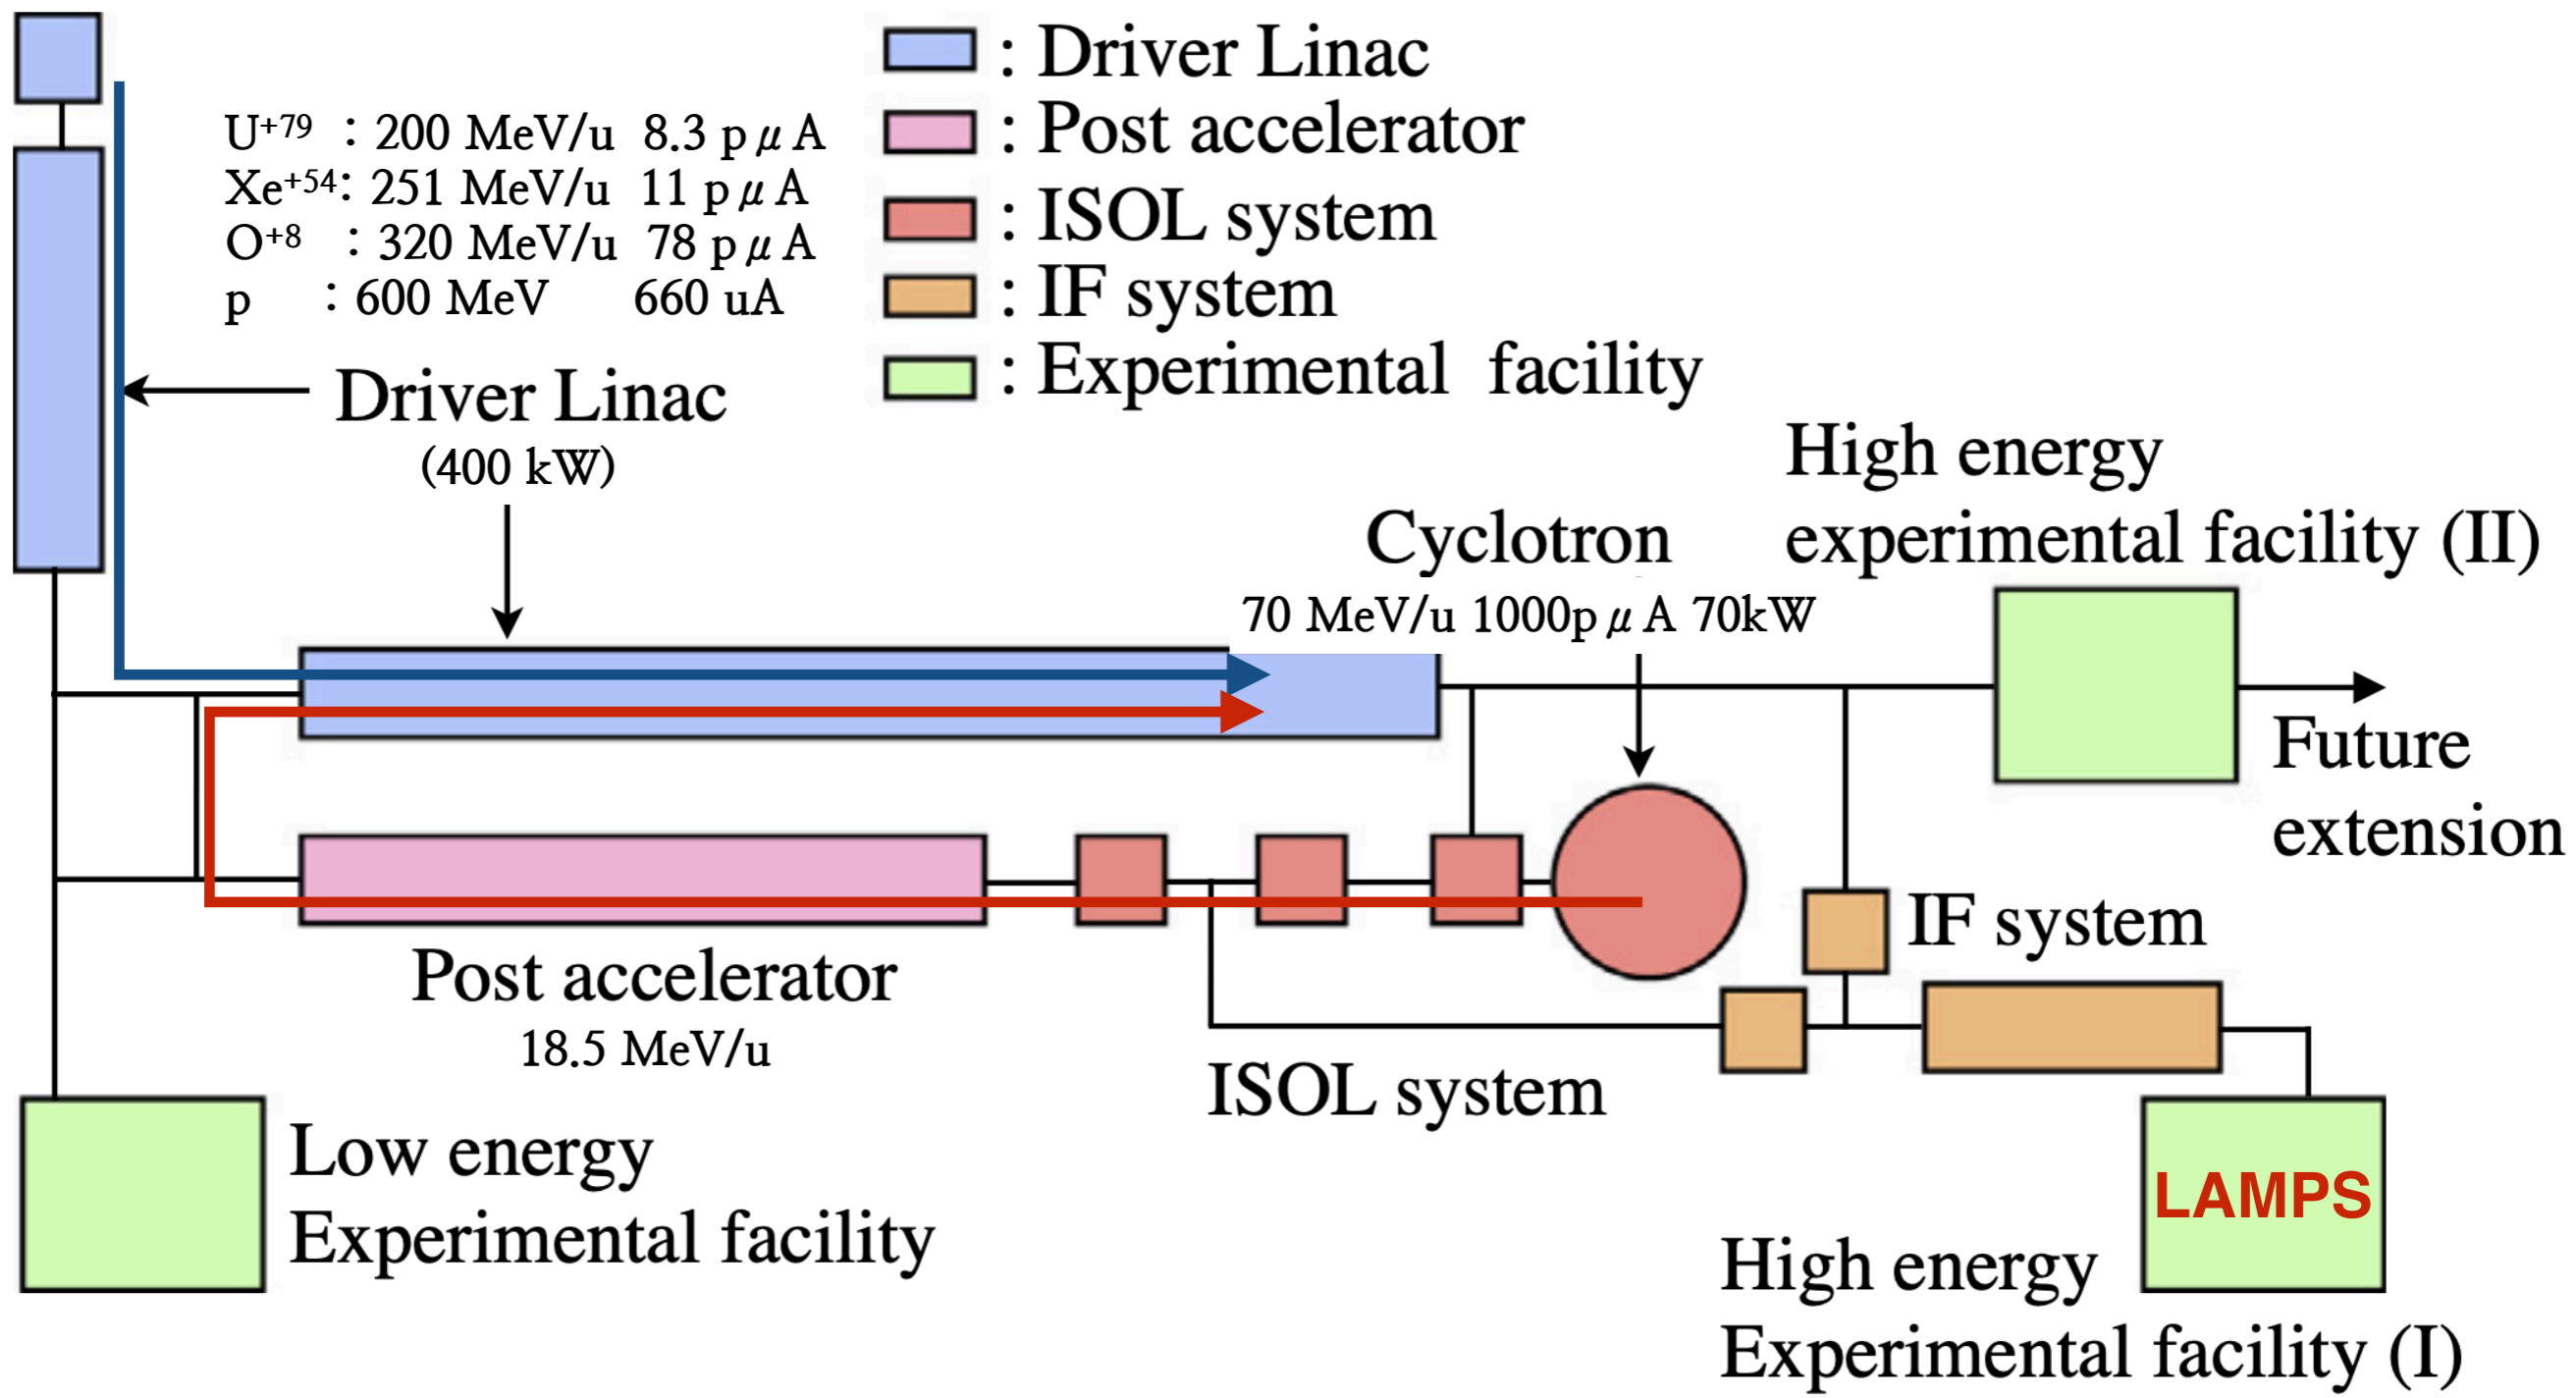 U+79 : 200 MeV/u 8.3 pμA
Xe+54: 251 MeV/u 11 pμA
O+8 : 320 MeV/u 78 pμA
p : 600 MeV 660 uA
: Driver Linac
: Post accelerator
: ISOL system
: IF system
: Experimental facility
Driver Linac
(400 kW)
High energy
experimental facility (II)
Cyclotron
70 MeV/u 1000pμA 70kW
Future
extension
Post accelerator
18.5 MeV/u
IF system
ISOL system
Low energy
Experimental facility
LAMPS
High energy
Experimental facility (I)